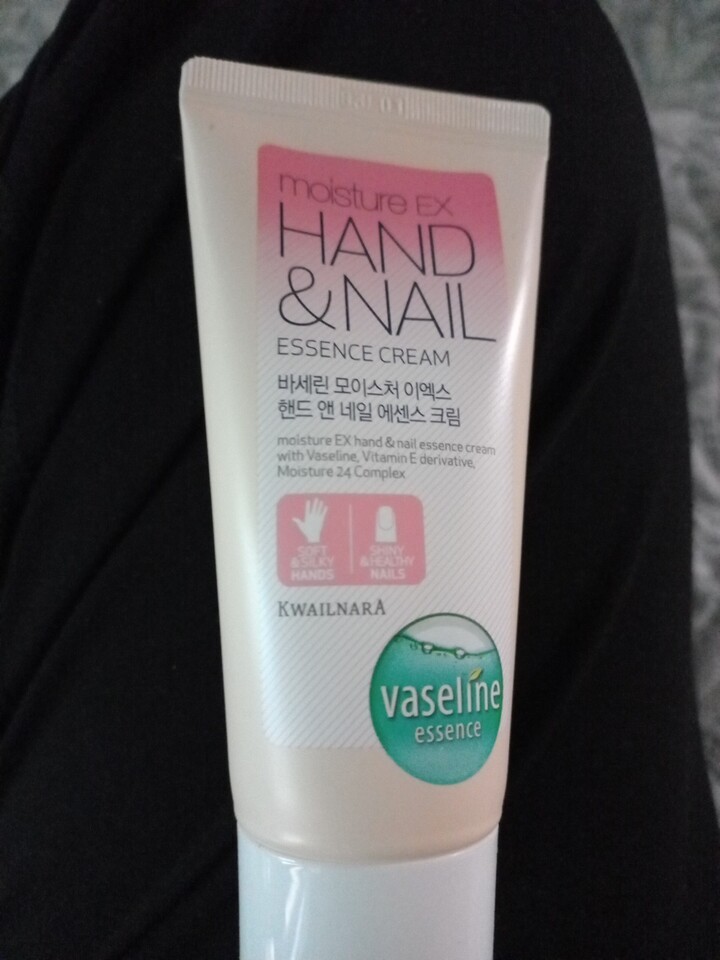 moisture EX
HAND
& NAIL
ESSENCE CREAM
바세린 모이스처 이엑스
핸드 앤 네일 에센스 크림
moisture EX hand & nail essence cream
with Vaseline, Vitamin E derivative,
Moisture 24 Complex
SOFT
& SILKY
HANDS
SHINY
& HEALTHY
NAILS
KWAILNARA
vaseline
essence